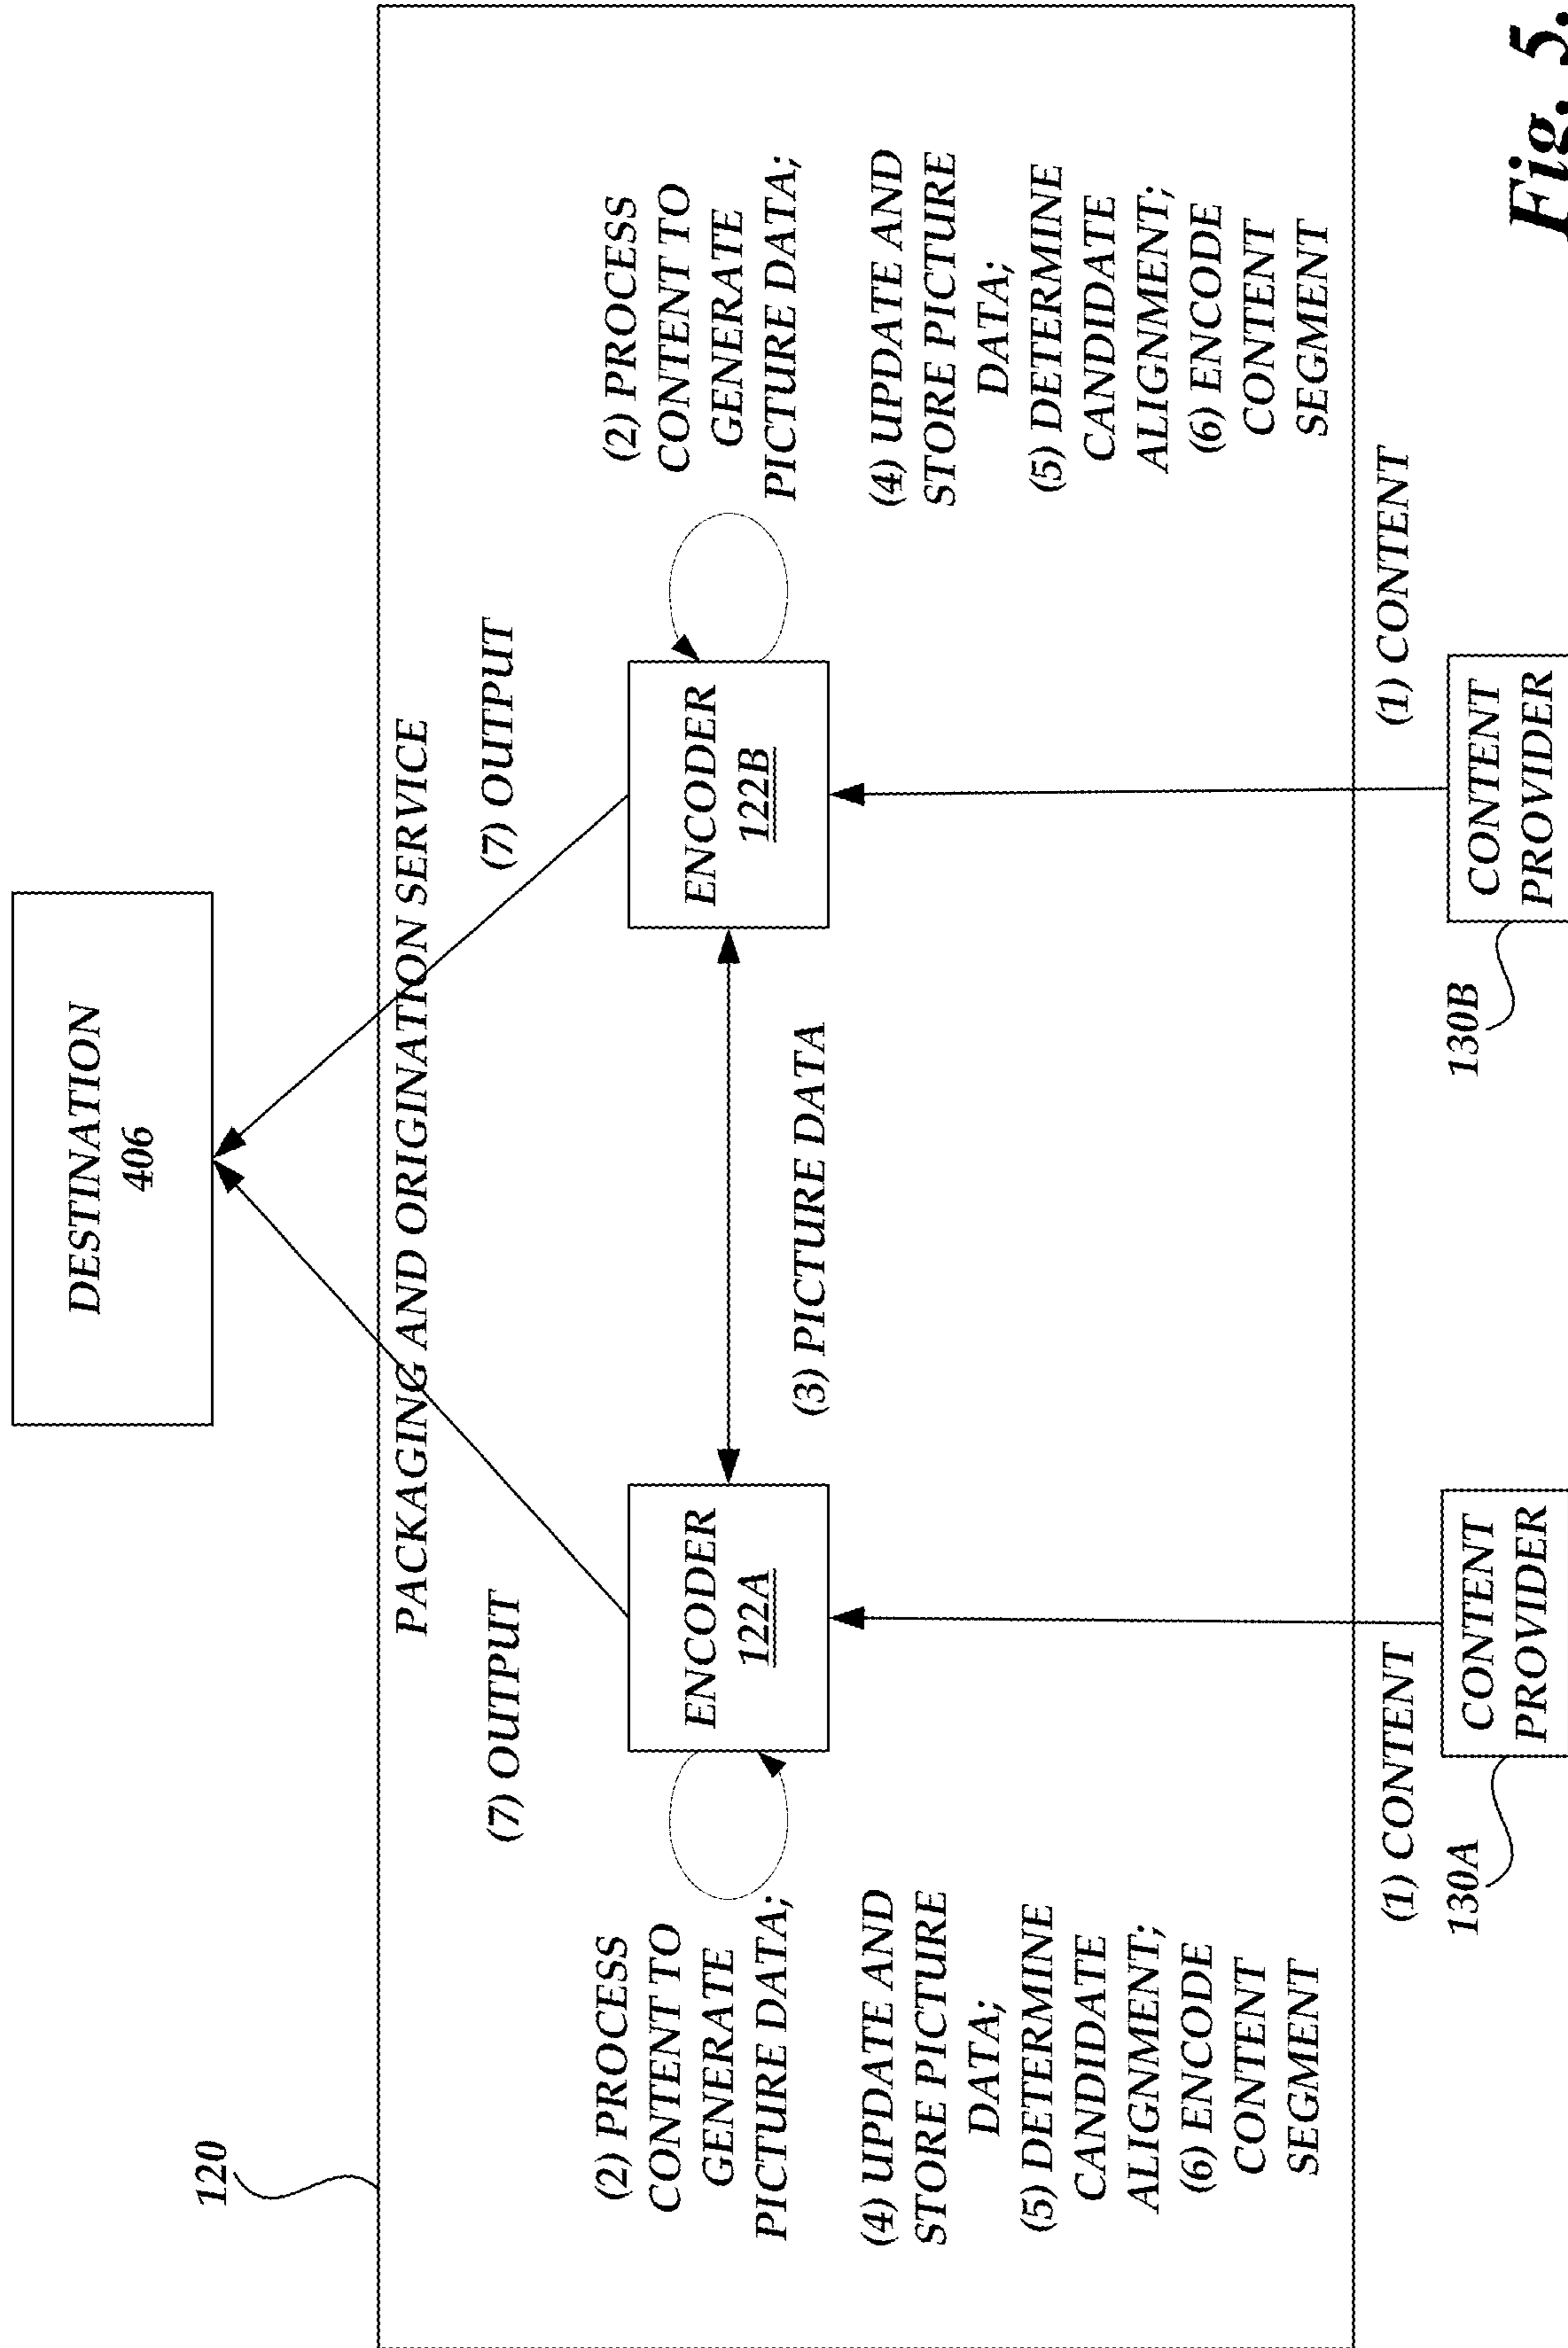 DESTINATION
406
120
PACKAGING AND ORIGINATION SERVICE
(7) OUTPUT
(7) OUTPUT
(2) PROCESS
CONTENT TO
GENERATE
PICTURE DATA;
ENCODER
122A
ENCODER
122B
(2) PROCESS
CONTENT TO
GENERATE
PICTURE DATA;
(3) PICTURE DATA
(4) UPDATE AND
STORE PICTURE
DATA;
(5) DETERMINE
CANDIDATE
ALIGNMENT;
(6) ENCODE
CONTENT
SEGMENT
(4) UPDATE AND
STORE PICTURE
DATA;
(5) DETERMINE
CANDIDATE
ALIGNMENT;
(6) ENCODE
CONTENT
SEGMENT
(1) CONTENT
(1) CONTENT
130A
CONTENT
PROVIDER
130B
CONTENT
PROVIDER
Fig. 5.